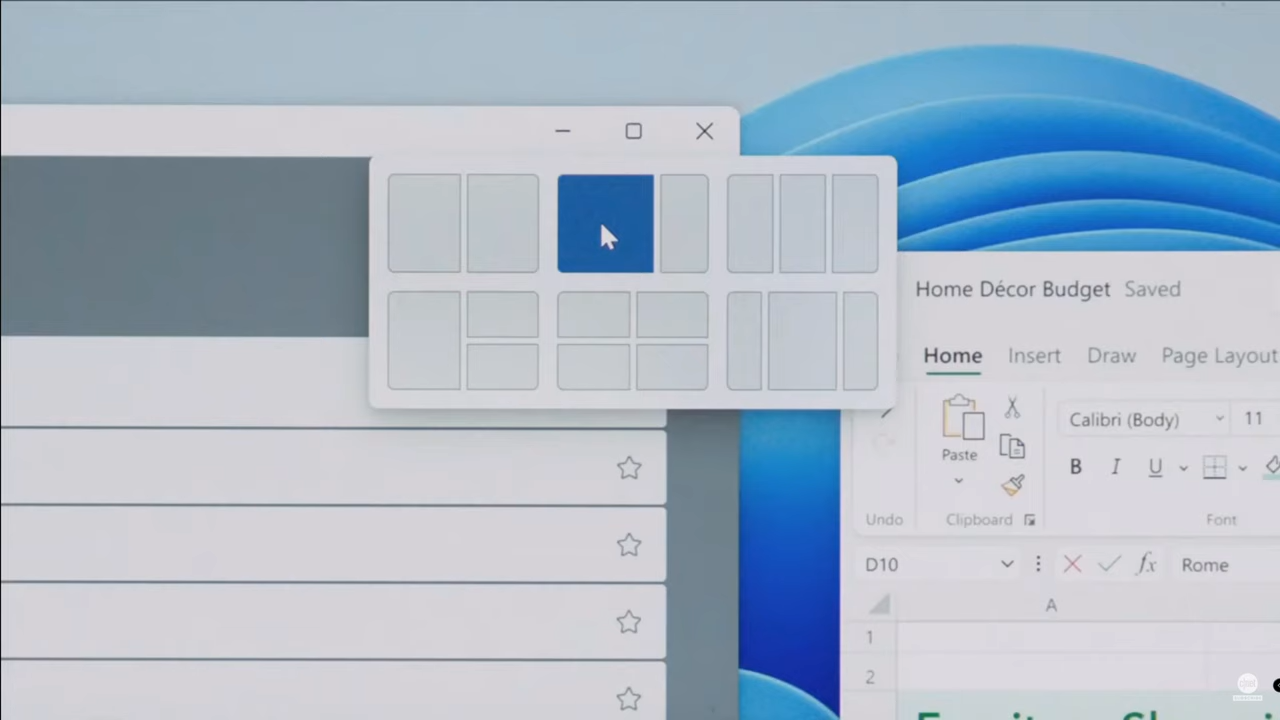 Home Décor Budget Saved
Home Insert Draw Page Layout
Calibri (Body) 11
Paste
B I U
Undo Clipboard Font
D10 fx Rome
A
1
2